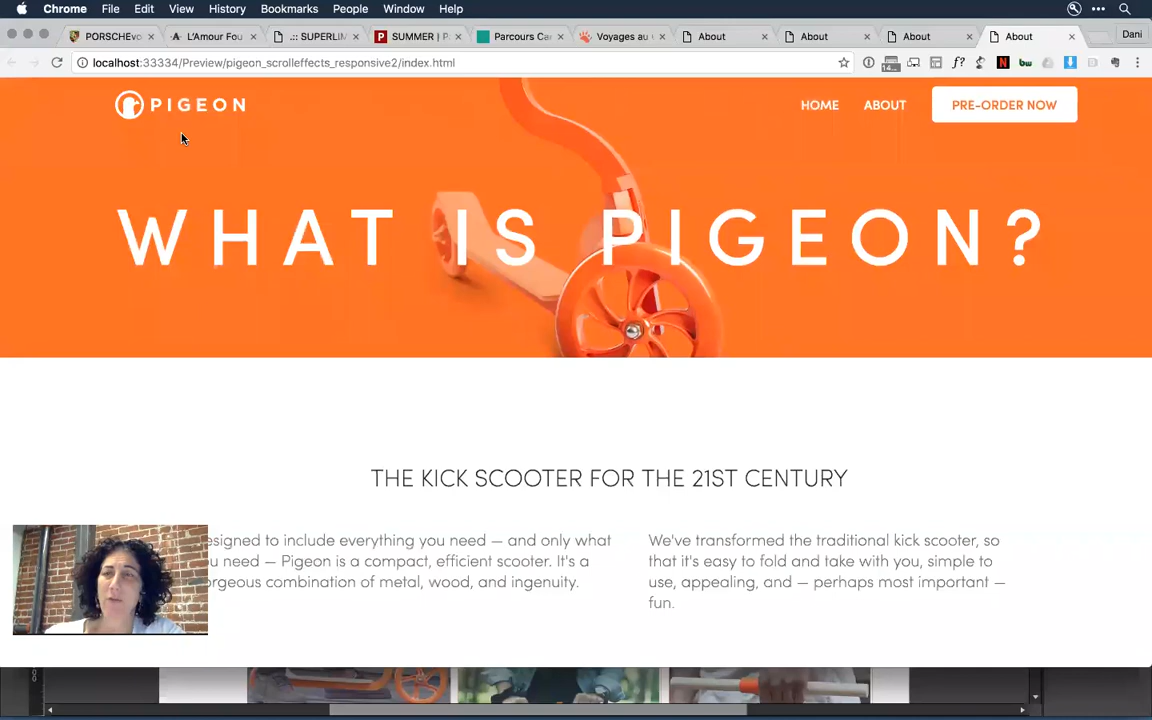 Chrome File Edit View History Bookmarks People Window Help
PORSCHEvo L'Amour Fou .:: SUPERLIM SUMMER | P Parcours Ca Voyages au About About About About Dani
localhost:33334/Preview/pigeon_scrolleffects_responsive2/index.html
PIGEON HOME ABOUT PRE-ORDER NOW
WHAT IS PIGEON?
THE KICK SCOOTER FOR THE 21ST CENTURY
esigned to include everything you need — and only what
u need — Pigeon is a compact, efficient scooter. It's a
orgeous combination of metal, wood, and ingenuity.
We've transformed the traditional kick scooter, so
that it's easy to fold and take with you, simple to
use, appealing, and — perhaps most important —
fun.